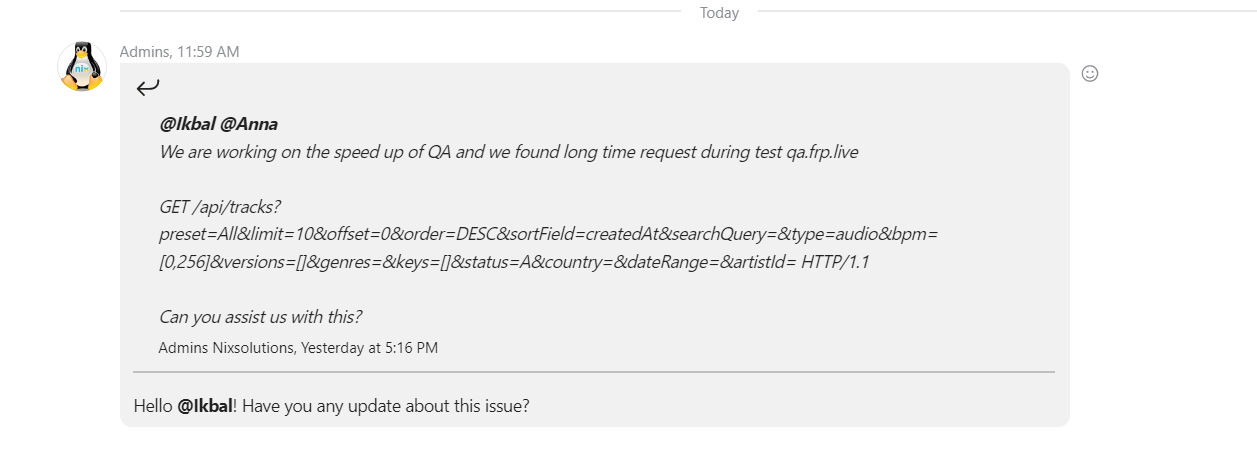 Today
Admins, 11:59 AM
@Ikbal @Anna
We are working on the speed up of QA and we found long time request during test qa.frp.live
GET /api/tracks?
preset=All&limit=10&offset=0&order=DESC&sortField=createdAt&searchQuery=&type=audio&bpm=
[0,256]&versions=[]&genres=&keys=[]&status=A&country=&dateRange=&artistId= HTTP/1.1
Can you assist us with this?
Admins Nixsolutions, Yesterday at 5:16 PM
Hello @Ikbal! Have you any update about this issue?